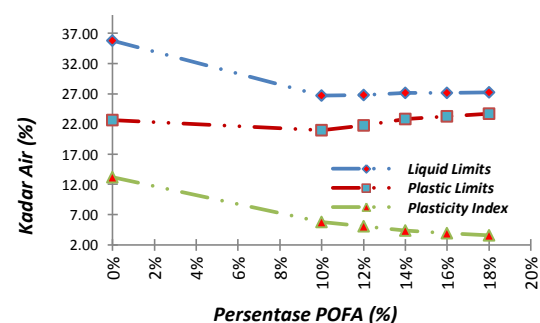 37.00
32.00
27.00
22.00
17.00
12.00
7.00
2.00
Kadar Air (%)
Liquid Limits
Plastic Limits
Plasticity Index
0% 2% 4% 6% 8% 10% 12% 14% 16% 18% 20%
Persentase POFA (%)